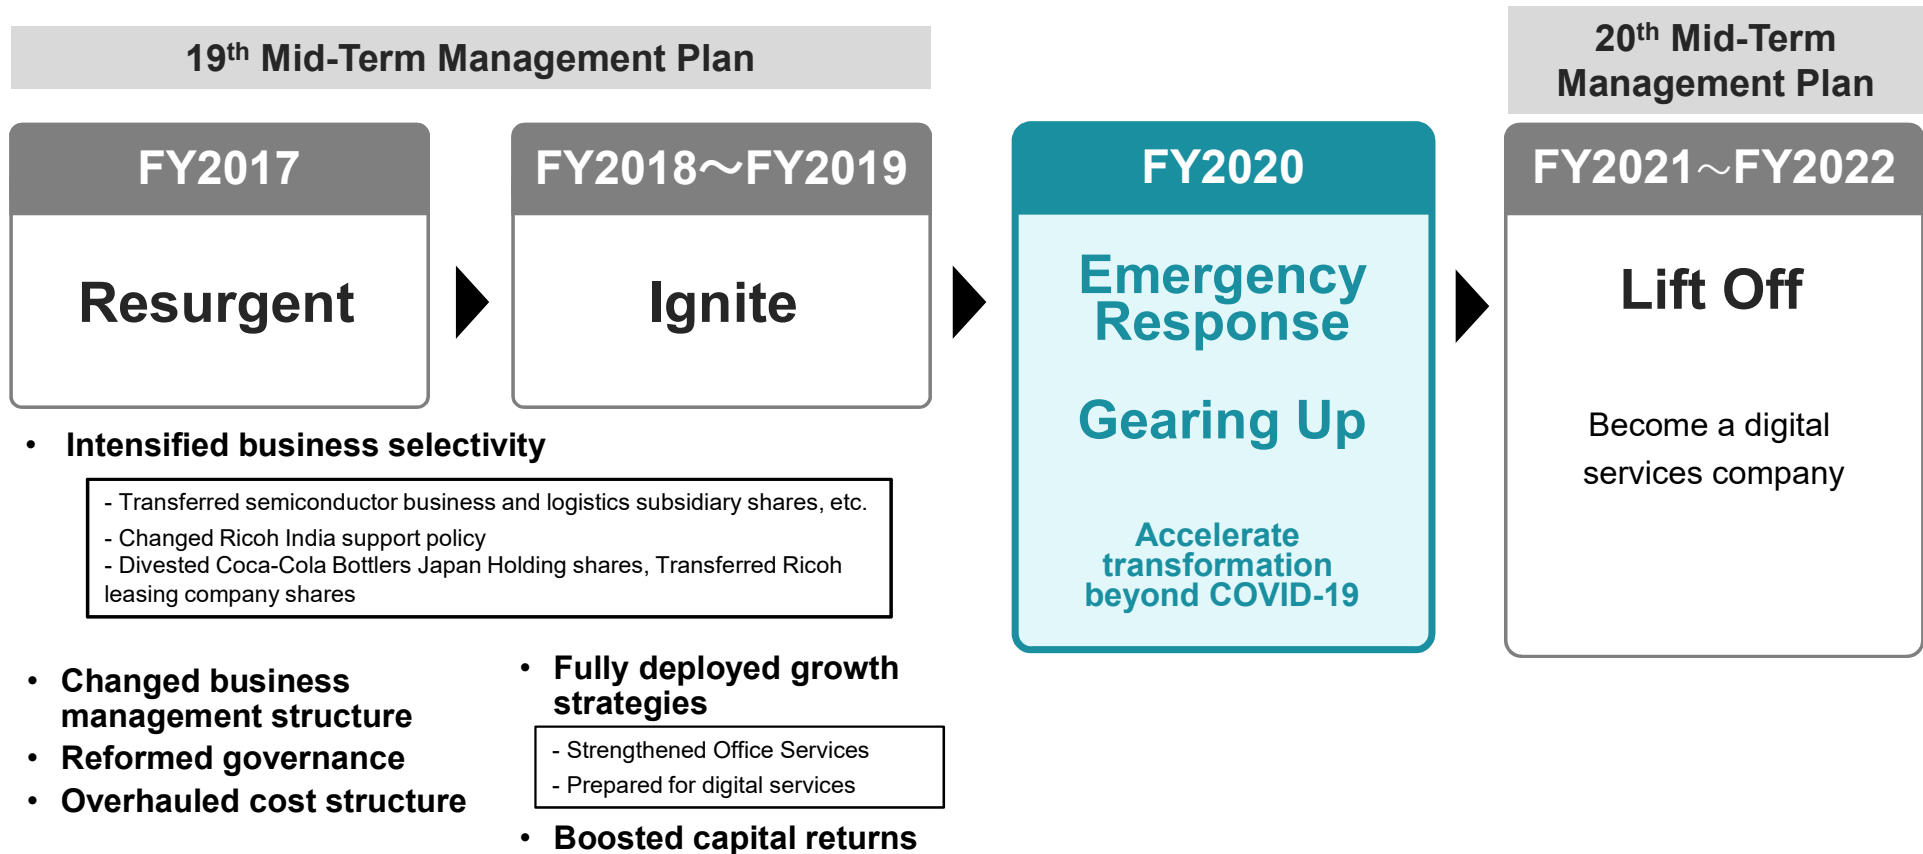 19th Mid-Term Management Plan
20th Mid-Term
Management Plan
FY2017
Resurgent
FY2018～FY2019
Ignite
FY2020
Emergency
Response
Gearing Up
Accelerate
transformation
beyond COVID-19
FY2021～FY2022
Lift Off
Become a digital
services company
• Intensified business selectivity
- Transferred semiconductor business and logistics subsidiary shares, etc.
- Changed Ricoh India support policy
- Divested Coca-Cola Bottlers Japan Holding shares, Transferred Ricoh
leasing company shares
• Changed business
management structure
• Reformed governance
• Overhauled cost structure
• Fully deployed growth
strategies
- Strengthened Office Services
- Prepared for digital services
• Boosted capital returns